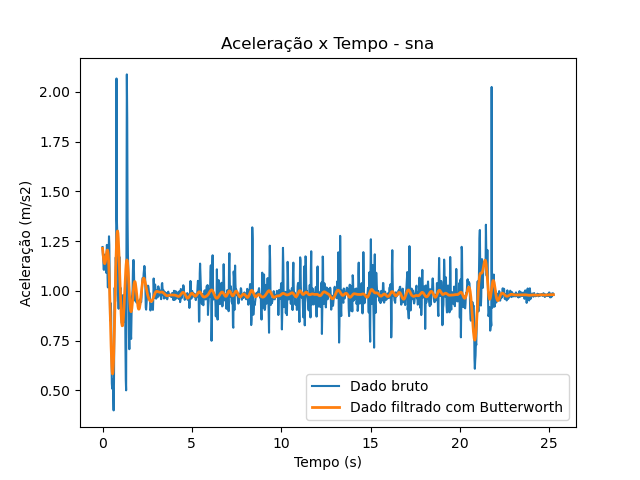 Aceleração x Tempo - sna
Aceleração (m/s2)
2.00
1.75
1.50
1.25
1.00
0.75
0.50
Dado bruto
Dado filtrado com Butterworth
0 5 10 15 20 25
Tempo (s)